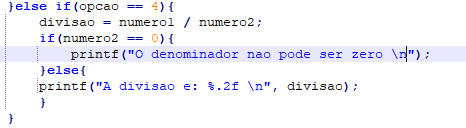 }else if(opcao == 4){
divisao = numero1 / numero2;
if(numero2 == 0){
printf("O denominador nao pode ser zero \n");
}else{
printf("A divisao e: %.2f \n", divisao);
}
}